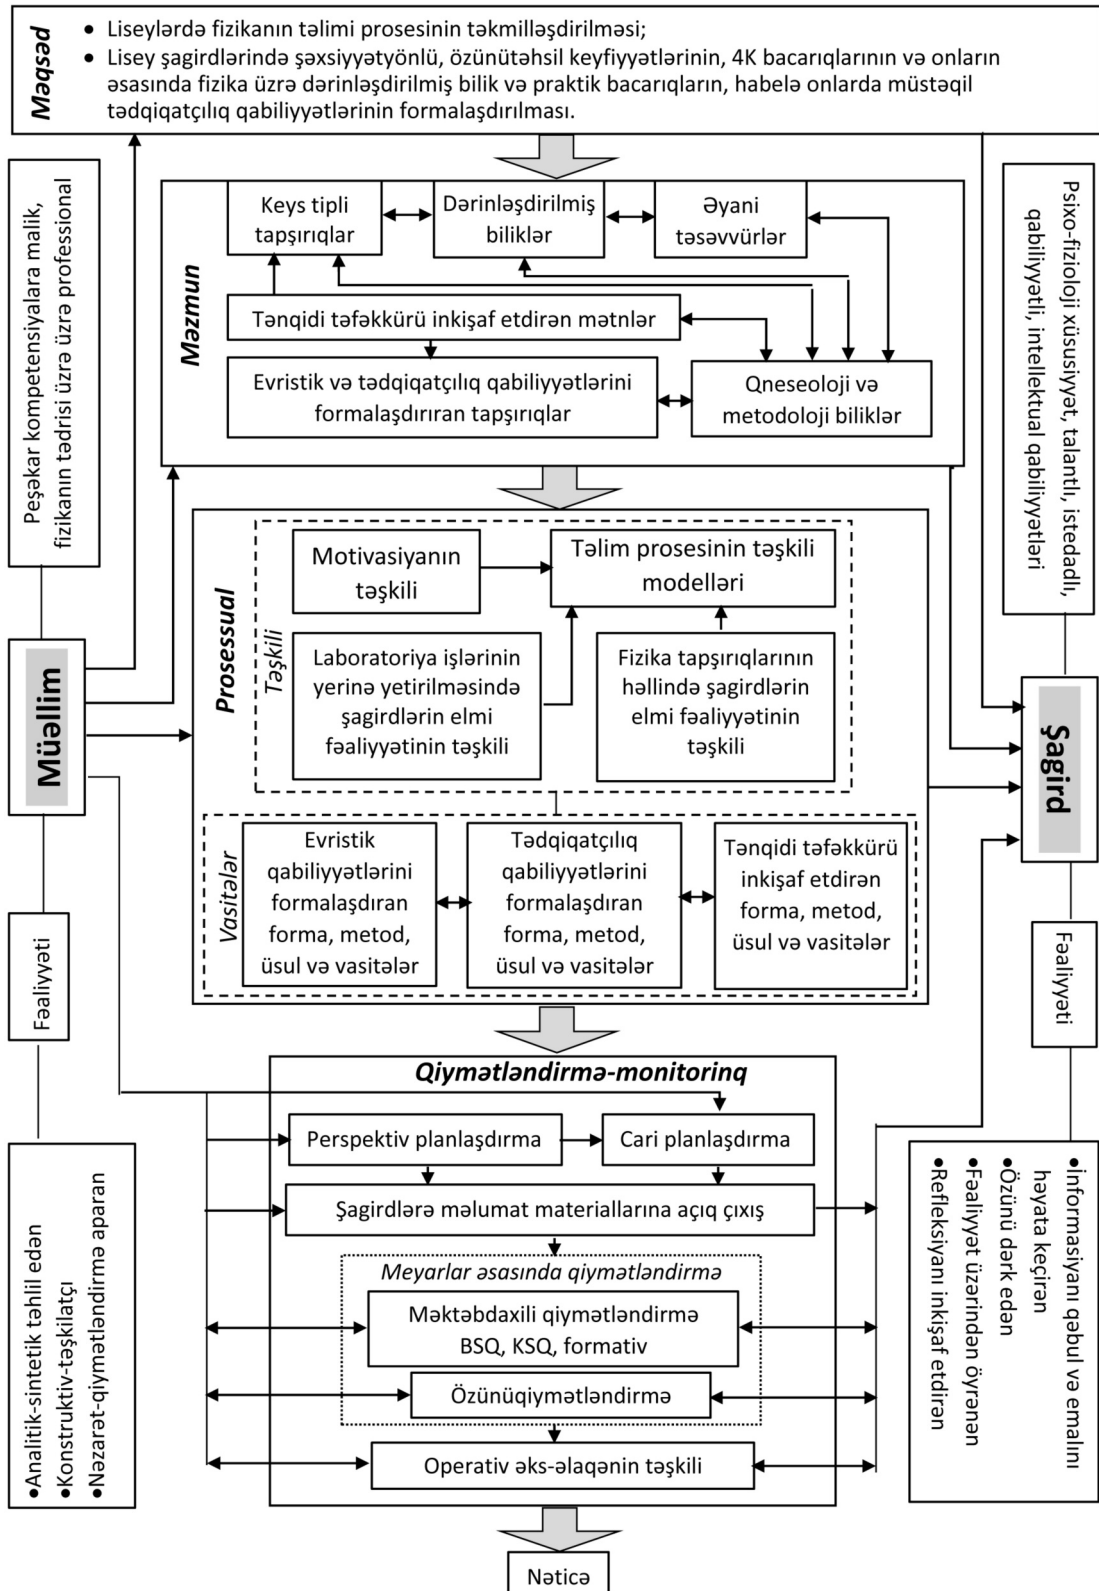 Məqsəd
• Liseylərdə fizikanın təlimi prosesinin təkmilləşdirilməsi;
• Lisey şagirdlərində şəxsiyyətyönlü, özünütəhsil keyfiyyətlərinin, 4K bacarıqlarının və onların
əsasında fizika üzrə dərinləşdirilmiş bilik və praktik bacarıqların, habelə onlarda müstəqil
tədqiqatçılıq qabiliyyətlərinin formalaşdırılması.
Peşəkar kompetensiyalara malik,
fizikanın tədrisi üzrə üzrə professional
Müəllim
Fəaliyyəti
•Analitik-sintetik təhlil edən
•Konstruktiv-təşkilatçı
•Nəzarət-qiymətləndirmə aparan
Məzmun
Keys tipli
tapşırıqlar
Dərinləşdirilmiş
biliklər
Əyani
təsəvvürlər
Tənqidi təfəkkürü inkişaf etdirən mətnlər
Evristik və tədqiqatçılıq qabiliyyətlərini
formalaşdırıran tapşırıqlar
Qneseoloji və
metodoloji biliklər
Prosessual
Təşkili
Motivasiyanın
təşkili
Təlim prosesinin təşkili
modelləri
Laboratoriya işlərinin
yerinə yetirilməsində
şagirdlərin elmi
fəaliyyətinin təşkili
Fizika tapşırıqlarının
həllində şagirdlərin
elmi fəaliyyətinin
təşkili
Vasitələr
Evristik
qabiliyyətlərini
formalaşdıran
forma, metod,
üsul və vasitələr
Tədqiqatçılıq
qabiliyyətlərini
formalaşdıran
forma, metod,
üsul və vasitələr
Tənqidi təfəkkürü
inkişaf etdirən
forma, metod,
üsul və vasitələr
Qiymətləndirmə-monitorinq
Perspektiv planlaşdırma
Cari planlaşdırma
Şagirdlərə məlumat materiallarına açıq çıxış
Meyarlar əsasında qiymətləndirmə
Məktəbdaxili qiymətləndirmə
BSQ, KSQ, formativ
Özünüqiymətləndirmə
Operativ əks-əlaqənin təşkili
Nəticə
Psixo-fizioloji xüsusiyyət, talantlı, istedadlı,
qabiliyyətli, intellektual qabiliyyətləri
Şagird
Fəaliyyəti
•İnformasiyanı qəbul və emalını
həyata keçirən
•Özünü dərk edən
•Fəaliyyət üzərindən öyrənən
•Refleksiyanı inkişaf etdirən